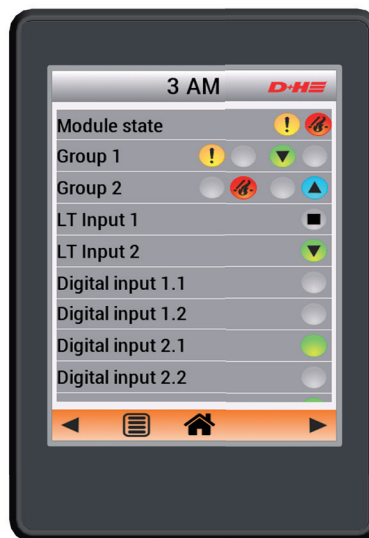 3 AM D+H
Module state
Group 1
Group 2
LT Input 1
LT Input 2
Digital input 1.1
Digital input 1.2
Digital input 2.1
Digital input 2.2